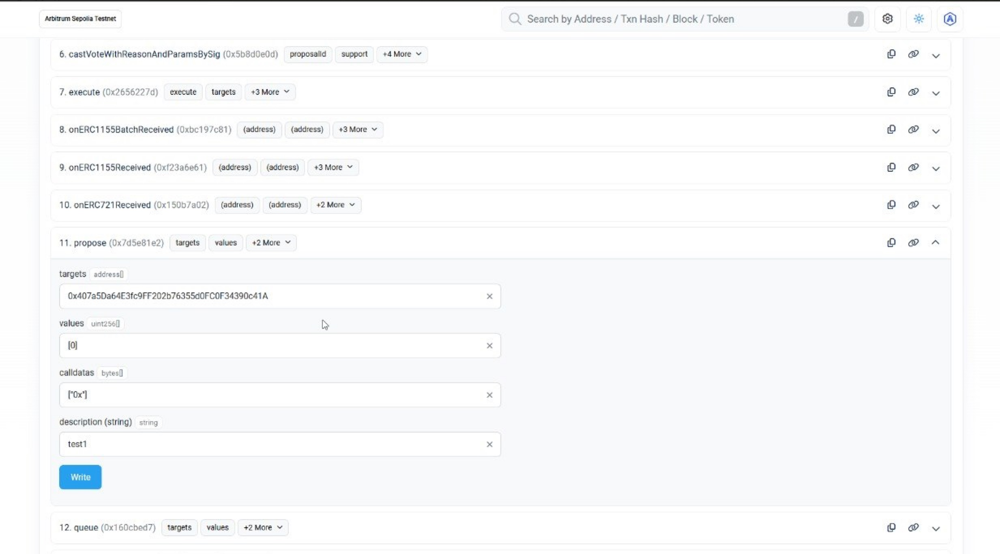 Arbitrum Sepolia Testnet
Search by Address / Txn Hash / Block / Token
/
6. castVoteWithReasonAndParamsBySig (0x5b8d0e0d) proposalId support +4 More
7. execute (0x2656227d) execute targets +3 More
8. onERC1155BatchReceived (0xbc197c81) (address) (address) +3 More
9. onERC1155Received (0xf23a6e61) (address) (address) +3 More
10. onERC721Received (0x150b7a02) (address) (address) +2 More
11. propose (0x7d5e81e2) targets values +2 More
targets address[]
0x407a5Da64E3fc9FF202b76355d0FC0F34390c41A
values uint256[]
[0]
calldatas bytes[]
["0x"]
description (string) string
test1
Write
12. queue (0x160cbed7) targets values +2 More